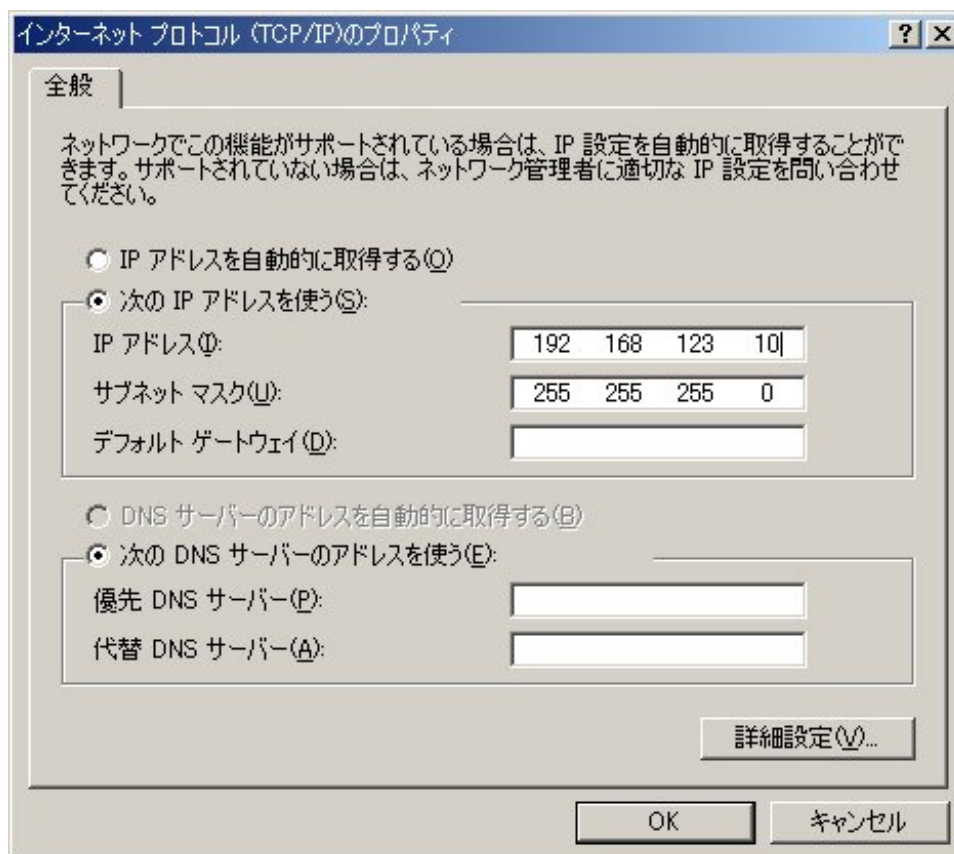 インターネット プロトコル (TCP/IP)のプロパティ
全般
ネットワークでこの機能がサポートされている場合は、IP 設定を自動的に取得することがで
きます。サポートされていない場合は、ネットワーク管理者に適切な IP 設定を問い合わせ
てください。
IP アドレスを自動的に取得する(O)
次の IP アドレスを使う(S):
IP アドレス(I): 192 168 123 10
サブネット マスク(U): 255 255 255 0
デフォルト ゲートウェイ(D):
DNS サーバーのアドレスを自動的に取得する(B)
次の DNS サーバーのアドレスを使う(E):
優先 DNS サーバー(P):
代替 DNS サーバー(A):
詳細設定(V)...
OK キャンセル